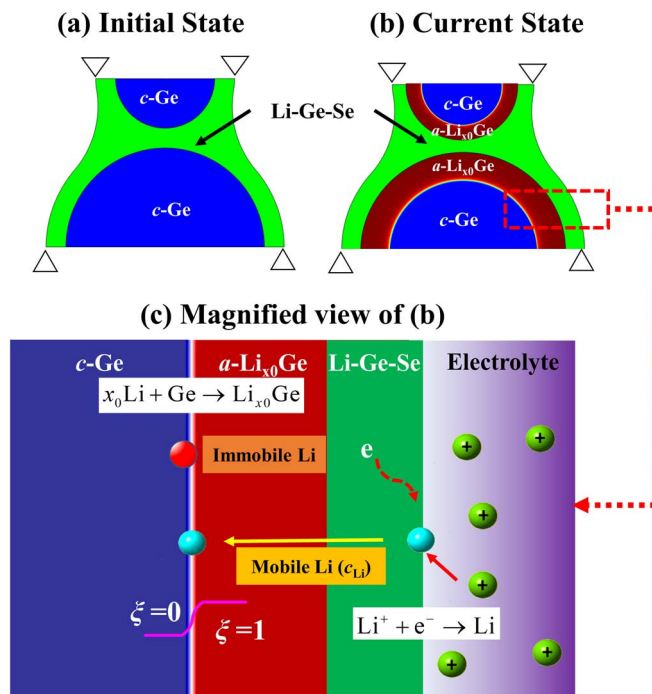 (a) Initial State
(b) Current State
c-Ge
Li-Ge-Se
c-Ge
c-Ge
a-Liₓ₀Ge
a-Liₓ₀Ge
c-Ge
(c) Magnified view of (b)
c-Ge
a-Liₓ₀Ge
Li-Ge-Se
Electrolyte
x₀Li + Ge → Liₓ₀Ge
Immobile Li
e
Mobile Li (c_Li)
ξ =0
ξ =1
Li⁺ + e⁻ → Li
+
+
+
+
+
+